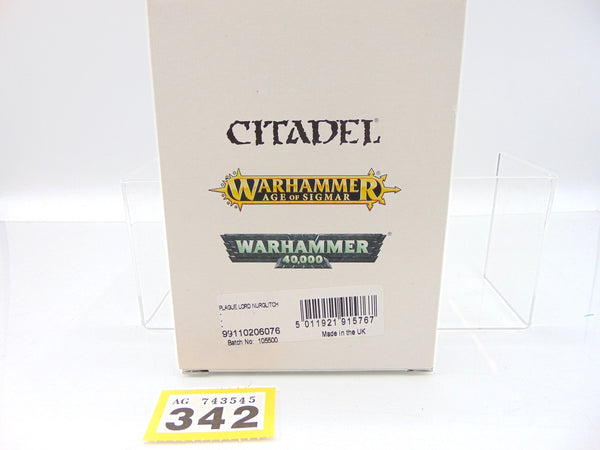 CITADEL®
WARHAMMER
AGE OF SIGMAR
WARHAMMER®
40,000
PLAGUE LORD NURGLITCH
:
:
99110206076
Batch No: 105500
5 011921 915767
Made in the UK
AG 743545
342